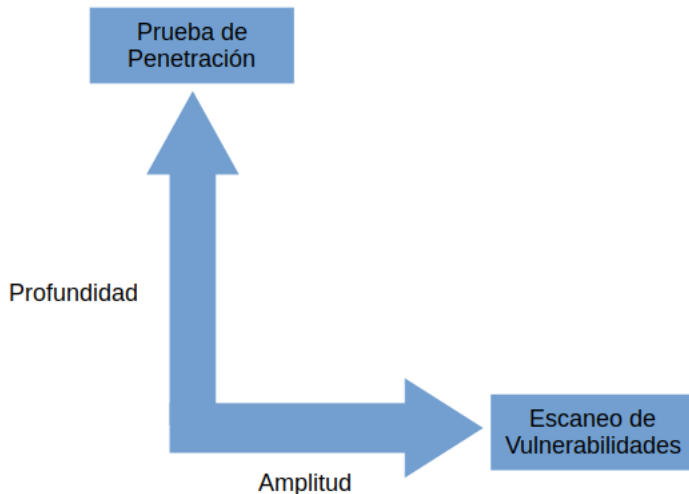 Prueba de
Penetración
Profundidad
Escaneo de
Vulnerabilidades
Amplitud